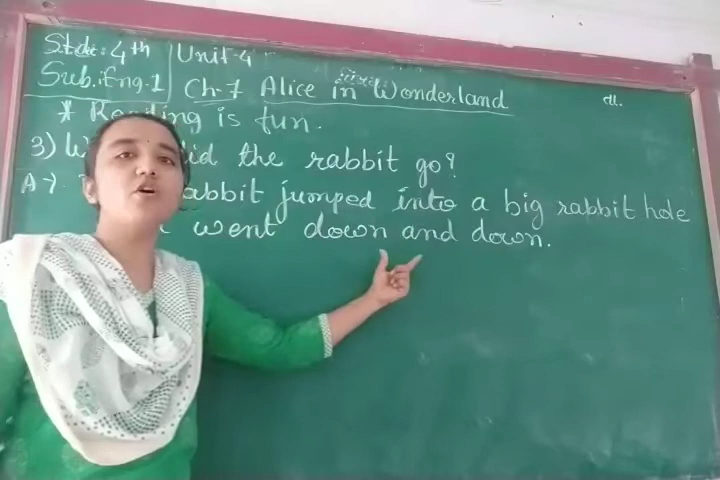 Std: 4th Unit-4
Sub.: Eng.1 Ch-7 Alice in Wonderland
* Reading is fun.
3) W did the rabbit go?
A→ abbit jumped into a big rabbit hole
went down and down.